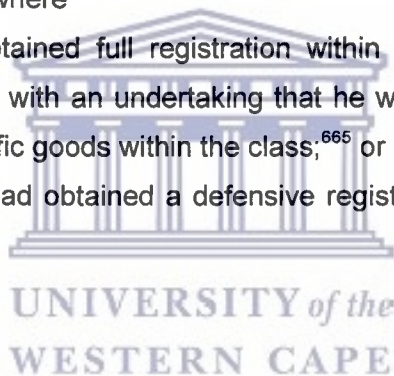 where
tained full registration within
with an undertaking that he w
fic goods within the class;⁶⁶⁵ or
ad obtained a defensive regist
UNIVERSITY of the
WESTERN CAPE